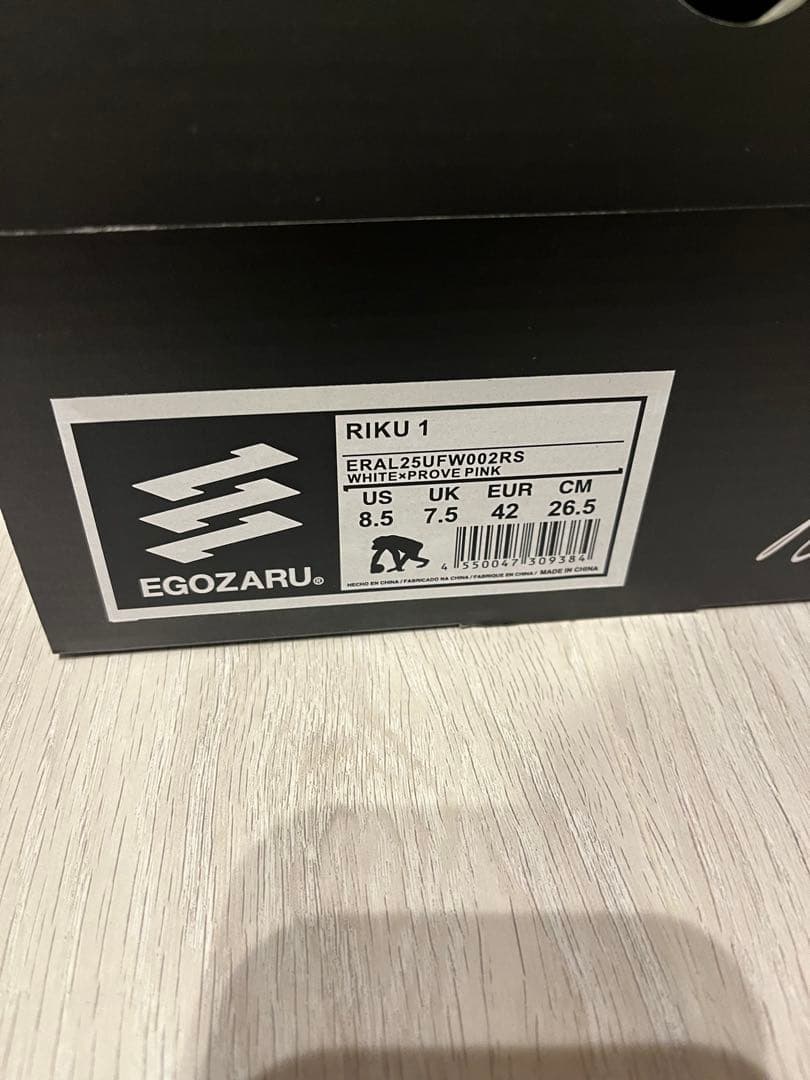 RIKU 1
ERAL25UFW002RS
WHITE×PROVE PINK
US UK EUR CM
8.5 7.5 42 26.5
4 550047 309384
HECHO EN CHINA / FABRICADO NA CHINA / FABRIQUE EN CHINA / MADE IN CHINA
EGOZARU®